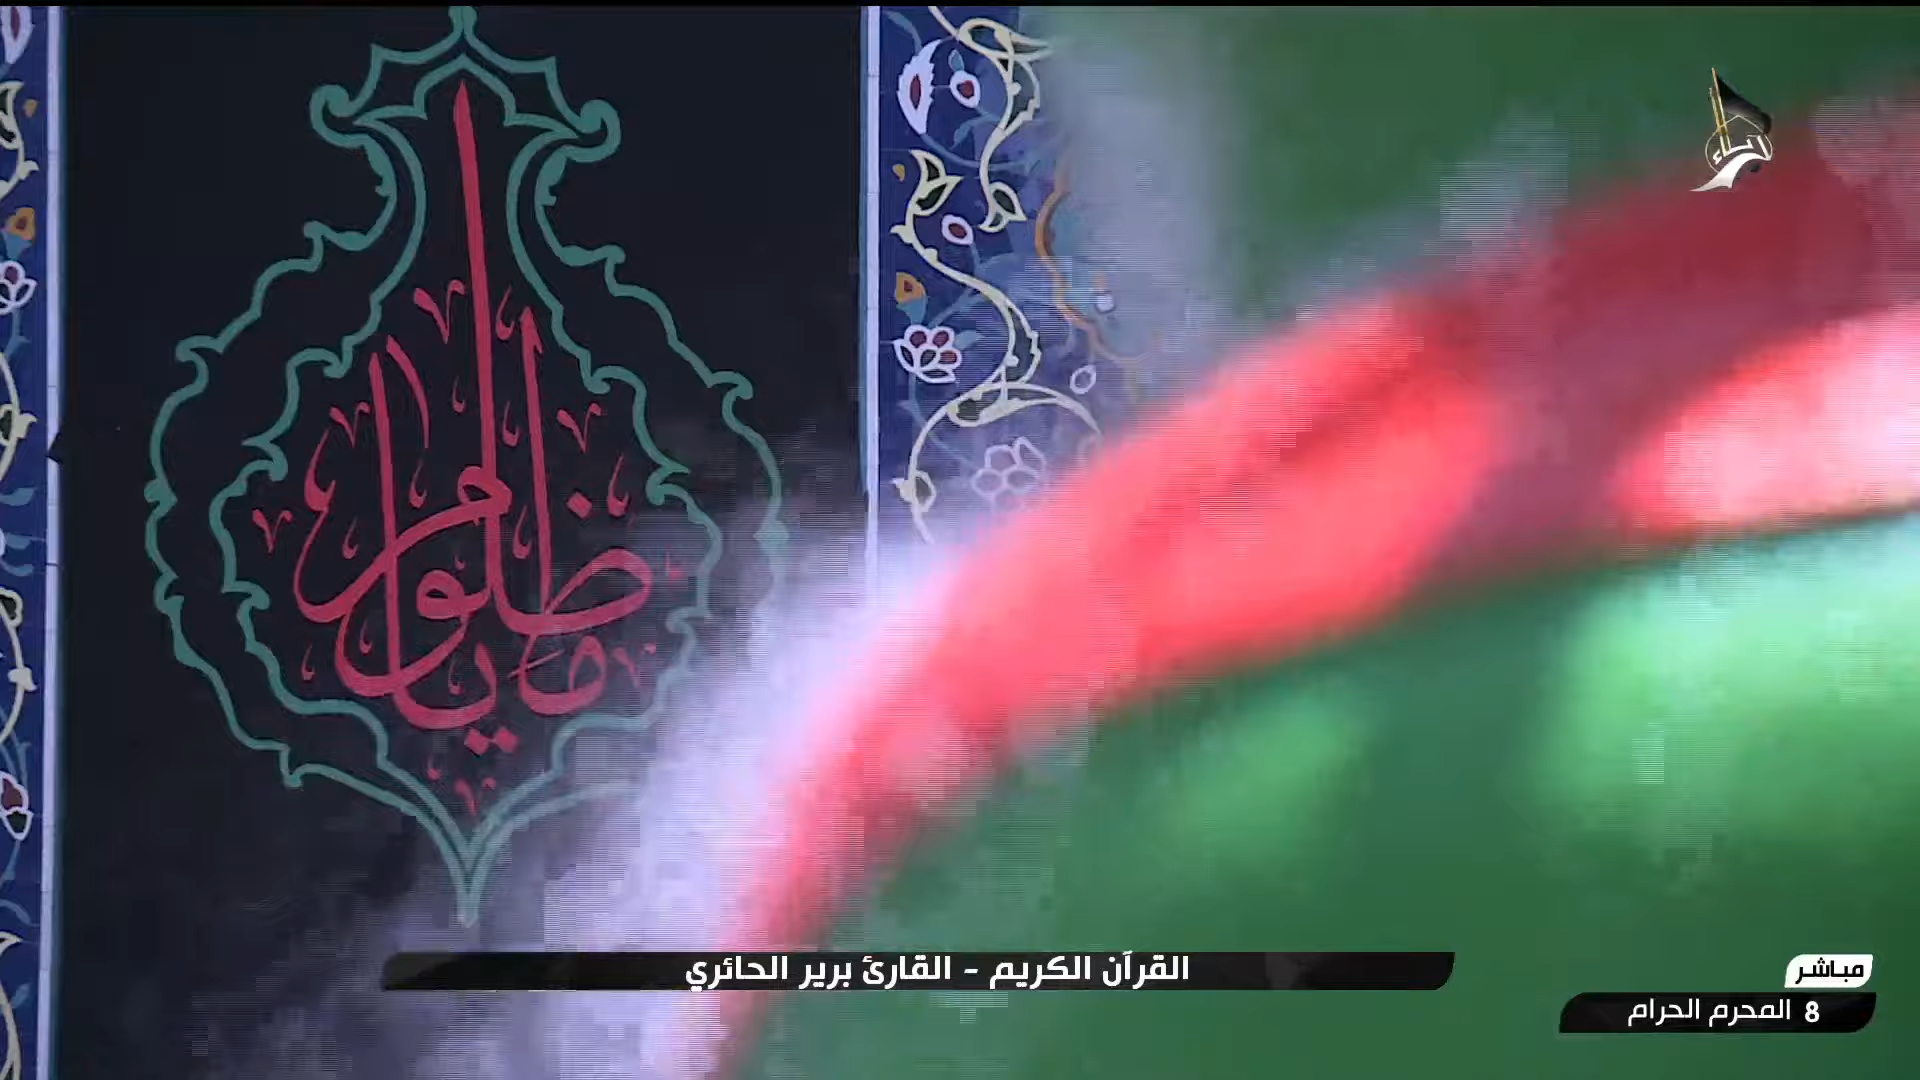 يا مظلوم
القرآن الكريم - القارئ برير الحائري
مباشر
8 المحرم الحرام